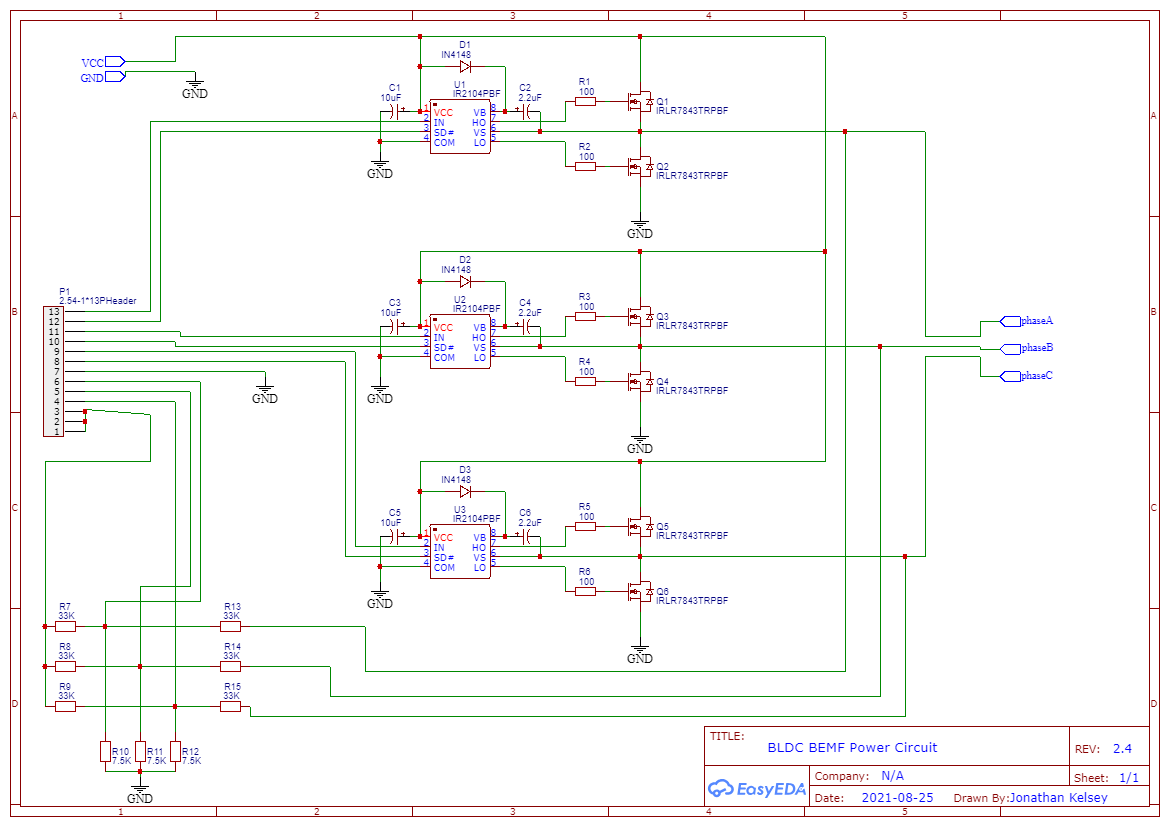 1 2 3 4 5
A
B
C
D
A
B
C
D
VCC
GND
GND
D1
IN4148
C1
10uF
U1
IR2104PBF
C2
2.2uF
1 VCC VB 8
2 IN HO 7
3 SD# VS 6
4 COM LO 5
GND
R1
100
Q1
IRLR7843TRPBF
R2
100
Q2
IRLR7843TRPBF
GND
D2
IN4148
C3
10uF
U2
IR2104PBF
C4
2.2uF
1 VCC VB 8
2 IN HO 7
3 SD# VS 6
4 COM LO 5
GND
R3
100
Q3
IRLR7843TRPBF
R4
100
Q4
IRLR7843TRPBF
GND
phaseA
phaseB
phaseC
P1
2.54-1*13PHeader
13
12
11
10
9
8
7
6
5
4
3
2
1
GND
D3
IN4148
C5
10uF
U3
IR2104PBF
C6
2.2uF
1 VCC VB 8
2 IN HO 7
3 SD# VS 6
4 COM LO 5
GND
R5
100
Q5
IRLR7843TRPBF
R6
100
Q6
IRLR7843TRPBF
GND
R7
33K
R13
33K
R8
33K
R14
33K
R9
33K
R15
33K
R10
7.5K
R11
7.5K
R12
7.5K
GND
TITLE:
BLDC BEMF Power Circuit
REV: 2.4
EasyEDA
Company: N/A
Sheet: 1/1
Date: 2021-08-25 Drawn By:Jonathan Kelsey
1 2 3 4 5